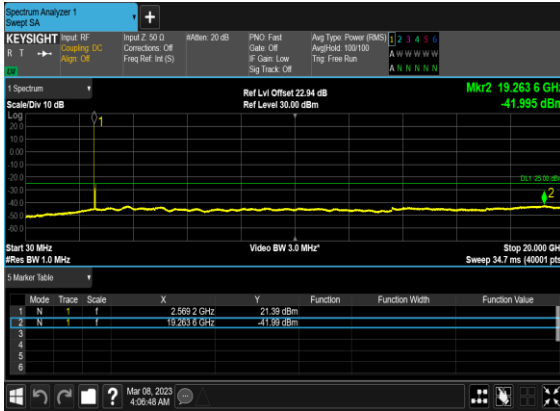 Spectrum Analyzer 1
Swept SA
+
KEYSIGHT Input: RF Input Z: 50 Ω #Atten: 20 dB PNO: Fast Avg Type: Power (RMS) 1 2 3 4 5 6
R T Coupling: DC Corrections: Off Gate: Off Avg|Hold: 100/100 A W W W W W
Align: Off Freq Ref: Int (S) IF Gain: Low Trig: Free Run
Sig Track: Off A N N N N N
1 Spectrum
Ref Lvl Offset 22.94 dB Mkr2 19.263 6 GHz
Scale/Div 10 dB Ref Level 30.00 dBm -41.995 dBm
Log
1
20.0
10.0
0.00
-10.0
-20.0 DL1 -25.00 dBm
-30.0 2
-40.0
-50.0
-60.0
Start 30 MHz Video BW 3.0 MHz* Stop 20.000 GH
#Res BW 1.0 MHz Sweep 34.7 ms (40001 pts
5 Marker Table
Mode Trace Scale X Y Function Function Width Function Value
1 N 1 f 2.569 2 GHz 21.39 dBm
2 N 1 f 19.263 6 GHz -41.99 dBm
3
4
5
6
? Mar 08, 2023
4:06:48 AM